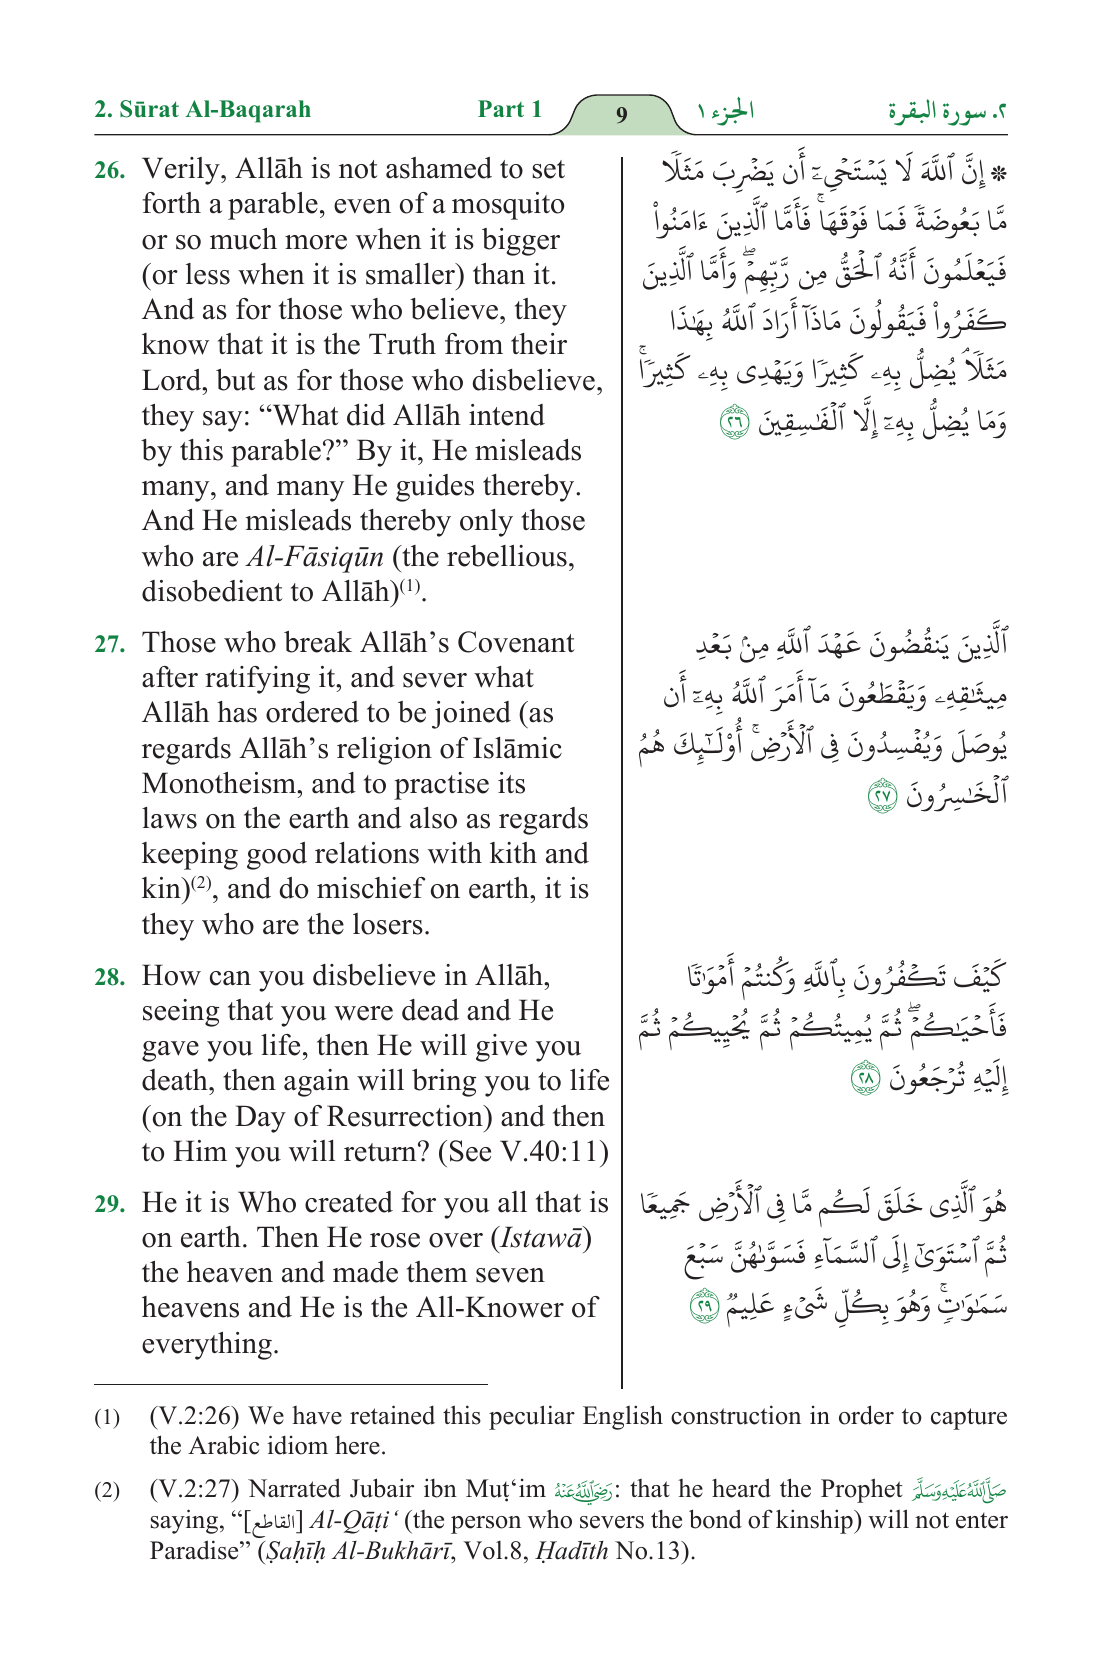 2. Sūrat Al-Baqarah Part 1 9 الجزء ١ ٢. سورة البقرة
26. Verily, Allāh is not ashamed to set
forth a parable, even of a mosquito
or so much more when it is bigger
(or less when it is smaller) than it.
And as for those who believe, they
know that it is the Truth from their
Lord, but as for those who disbelieve,
they say: “What did Allāh intend
by this parable?” By it, He misleads
many, and many He guides thereby.
And He misleads thereby only those
who are Al-Fāsiqūn (the rebellious,
disobedient to Allāh)(1).
۞ إِنَّ ٱللَّهَ لَا يَسْتَحْىِۦٓ أَن يَضْرِبَ مَثَلًا
مَّا بَعُوضَةً فَمَا فَوْقَهَا ۚ فَأَمَّا ٱلَّذِينَ ءَامَنُوا۟
فَيَعْلَمُونَ أَنَّهُ ٱلْحَقُّ مِن رَّبِّهِمْ ۖ وَأَمَّا ٱلَّذِينَ
كَفَرُوا۟ فَيَقُولُونَ مَاذَآ أَرَادَ ٱللَّهُ بِهَٰذَا
مَثَلًا ۘ يُضِلُّ بِهِۦ كَثِيرًا وَيَهْدِى بِهِۦ كَثِيرًا ۚ
وَمَا يُضِلُّ بِهِۦٓ إِلَّا ٱلْفَٰسِقِينَ ٢٦
27. Those who break Allāh’s Covenant
after ratifying it, and sever what
Allāh has ordered to be joined (as
regards Allāh’s religion of Islāmic
Monotheism, and to practise its
laws on the earth and also as regards
keeping good relations with kith and
kin)(2), and do mischief on earth, it is
they who are the losers.
ٱلَّذِينَ يَنقُضُونَ عَهْدَ ٱللَّهِ مِنۢ بَعْدِ
مِيثَٰقِهِۦ وَيَقْطَعُونَ مَآ أَمَرَ ٱللَّهُ بِهِۦٓ أَن
يُوصَلَ وَيُفْسِدُونَ فِى ٱلْأَرْضِ ۚ أُو۟لَٰٓئِكَ هُمُ
ٱلْخَٰسِرُونَ ٢٧
28. How can you disbelieve in Allāh,
seeing that you were dead and He
gave you life, then He will give you
death, then again will bring you to life
(on the Day of Resurrection) and then
to Him you will return? (See V.40:11)
كَيْفَ تَكْفُرُونَ بِٱللَّهِ وَكُنتُمْ أَمْوَٰتًا
فَأَحْيَٰكُمْ ۖ ثُمَّ يُمِيتُكُمْ ثُمَّ يُحْيِيكُمْ ثُمَّ
إِلَيْهِ تُرْجَعُونَ ٢٨
29. He it is Who created for you all that is
on earth. Then He rose over (Istawā)
the heaven and made them seven
heavens and He is the All-Knower of
everything.
هُوَ ٱلَّذِى خَلَقَ لَكُم مَّا فِى ٱلْأَرْضِ جَمِيعًا
ثُمَّ ٱسْتَوَىٰٓ إِلَى ٱلسَّمَآءِ فَسَوَّىٰهُنَّ سَبْعَ
سَمَٰوَٰتٍ ۚ وَهُوَ بِكُلِّ شَىْءٍ عَلِيمٌ ٢٩
(1) (V.2:26) We have retained this peculiar English construction in order to capture
the Arabic idiom here.
(2) (V.2:27) Narrated Jubair ibn Muṭ‘im رَضِيَ اللَّهُ عَنْهُ: that he heard the Prophet صَلَّى اللَّهُ عَلَيْهِ وَسَلَّمَ
saying, “[القاطع] Al-Qāṭi‘ (the person who severs the bond of kinship) will not enter
Paradise” (Ṣaḥīḥ Al-Bukhārī, Vol.8, Ḥadīth No.13).